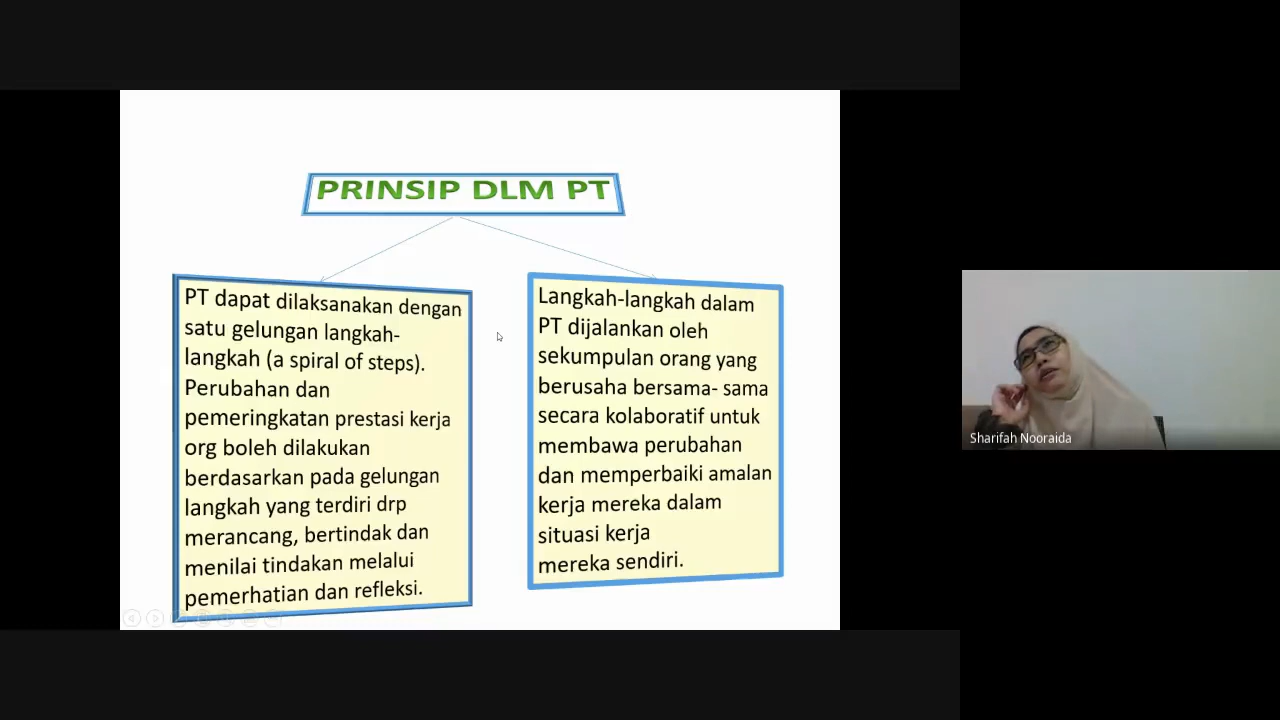 PRINSIP DLM PT
PT dapat dilaksanakan dengan
satu gelungan langkah-
langkah (a spiral of steps).
Perubahan dan
pemeringkatan prestasi kerja
org boleh dilakukan
berdasarkan pada gelungan
langkah yang terdiri drp
merancang, bertindak dan
menilai tindakan melalui
pemerhatian dan refleksi.
Langkah-langkah dalam
PT dijalankan oleh
sekumpulan orang yang
berusaha bersama- sama
secara kolaboratif untuk
membawa perubahan
dan memperbaiki amalan
kerja mereka dalam
situasi kerja
mereka sendiri.
Sharifah Nooraida